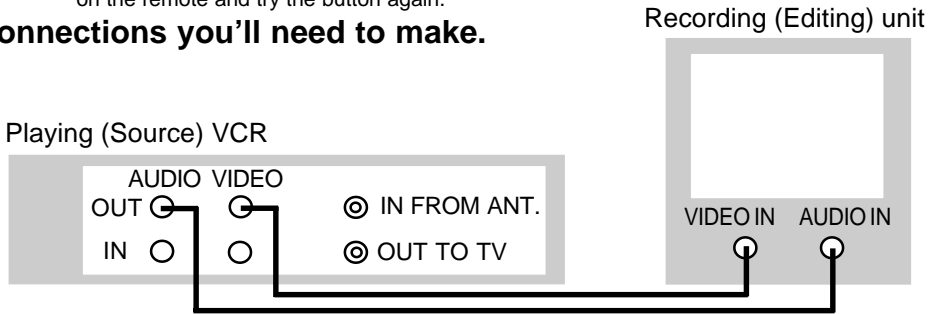 on the remote and try the button again.
onnections you'll need to make.
Recording (Editing) unit
Playing (Source) VCR
AUDIO VIDEO
OUT
IN FROM ANT.
IN
OUT TO TV
VIDEO IN
AUDIO IN